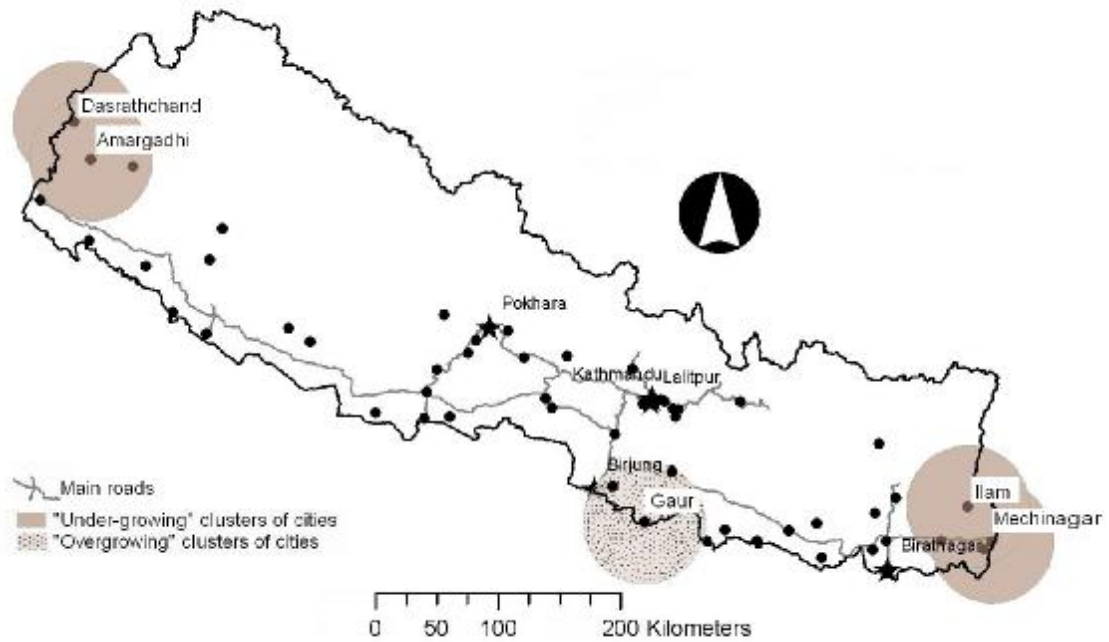 Dasrathchand
Amargadhi
Pokhara
Kathmandu
Lalitpur
Birjung
Gaur
Ilam
Mechinagar
Biratnagar
Main roads
"Under-growing" clusters of cities
"Overgrowing" clusters of cities
0 50 100 200 Kilometers